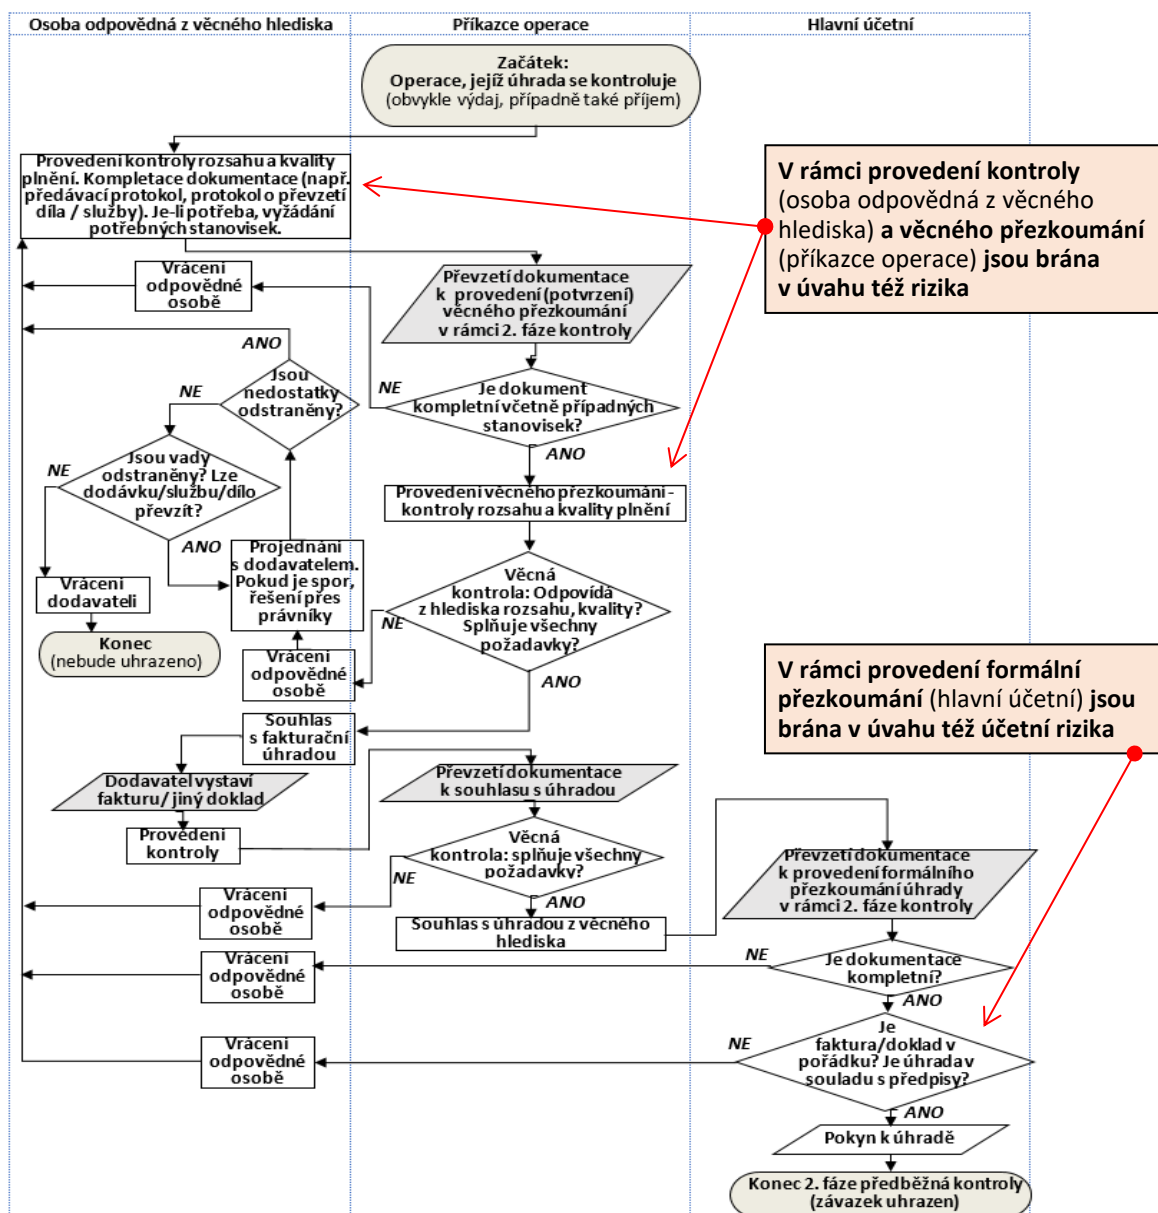 Osoba odpovědná z věcného hlediska
Příkazce operace
Hlavní účetní
Začátek:
Operace, jejíž úhrada se kontroluje
(obvykle výdaj, případně také příjem)
Provedení kontroly rozsahu a kvality
plnění. Kompletace dokumentace (např.
předávací protokol, protokol o převzetí
díla / služby). Je-li potřeba, vyžádání
potřebných stanovisek.
V rámci provedení kontroly
(osoba odpovědná z věcného
hlediska) a věcného přezkoumání
(příkazce operace) jsou brána
v úvahu též rizika
Vrácení
odpovědné
osobě
Převzetí dokumentace
k provedení (potvrzení)
věcného přezkoumání
v rámci 2. fáze kontroly
ANO
Jsou
nedostatky
odstraněny?
NE
NE
Je dokument
kompletní včetně případných
stanovisek?
ANO
Jsou vady
odstraněny? Lze
dodávku/službu/dílo
převzít?
NE
ANO
Provedení věcného přezkoumání -
kontroly rozsahu a kvality plnění
Projednání
s dodavatelem.
Pokud je spor,
řešení přes
právníky
Vrácení
dodavateli
Konec
(nebude uhrazeno)
Věcná
kontrola: Odpovídá
z hlediska rozsahu, kvality?
Splňuje všechny
požadavky?
NE
ANO
Vrácení
odpovědné
osobě
V rámci provedení formální
přezkoumání (hlavní účetní) jsou
brána v úvahu též účetní rizika
Souhlas
s fakturační
úhradou
Dodavatel vystaví
fakturu/ jiný doklad
Provedení
kontroly
Převzetí dokumentace
k souhlasu s úhradou
Věcná
kontrola: splňuje všechny
požadavky?
NE
ANO
Vrácení
odpovědné
osobě
Souhlas s úhradou z věcného
hlediska
Převzetí dokumentace
k provedení formálního
přezkoumání úhrady
v rámci 2. fáze kontroly
Vrácení
odpovědné
osobě
NE
Je dokumentace
kompletní?
ANO
Vrácení
odpovědné
osobě
NE
Je
faktura/doklad v
pořádku? Je úhrada v
souladu s předpisy?
ANO
Pokyn k úhradě
Konec 2. fáze předběžná kontroly
(závazek uhrazen)